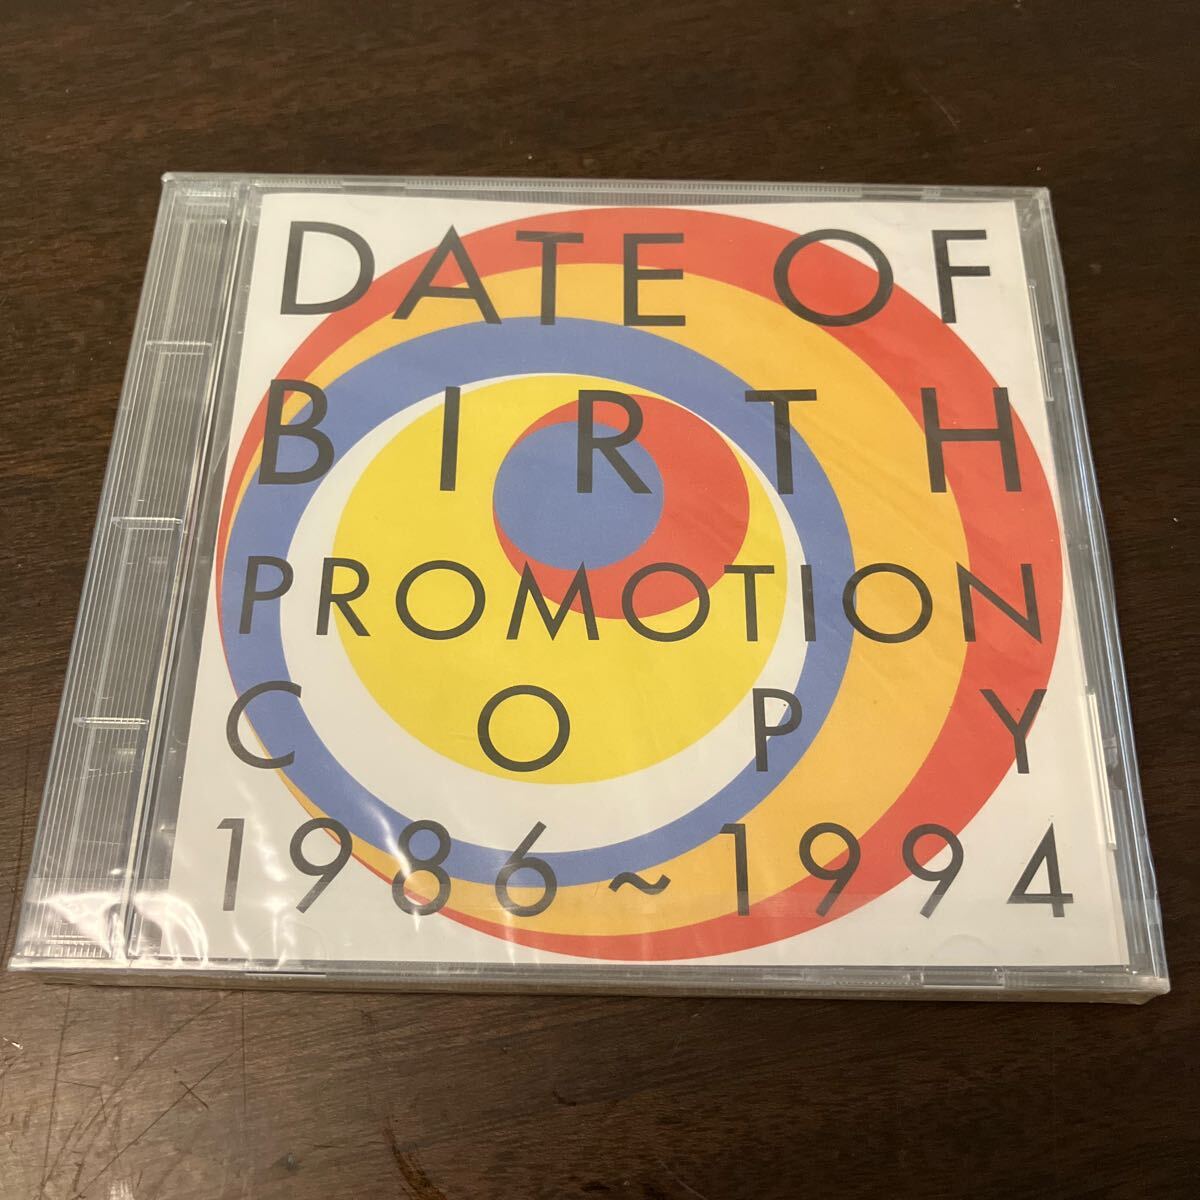 DATE OF
BIRTH
PROMOTION
COPY
1986~1994